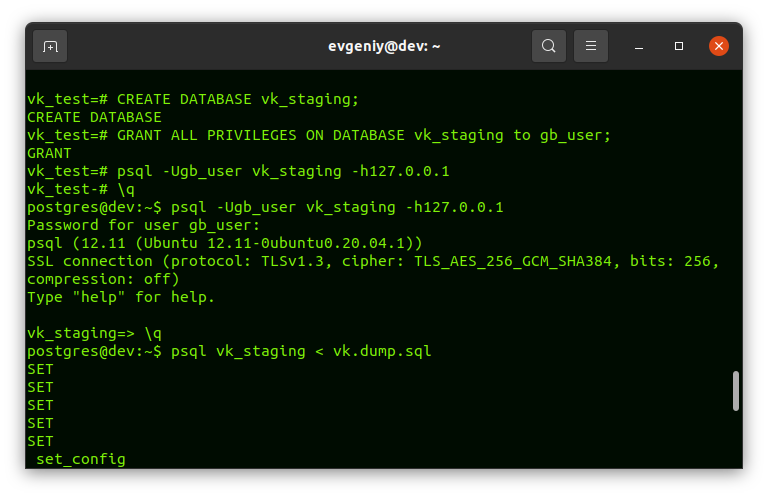 evgeniy@dev: ~
vk_test=# CREATE DATABASE vk_staging;
CREATE DATABASE
vk_test=# GRANT ALL PRIVILEGES ON DATABASE vk_staging to gb_user;
GRANT
vk_test=# psql -Ugb_user vk_staging -h127.0.0.1
vk_test-# \q
postgres@dev:~$ psql -Ugb_user vk_staging -h127.0.0.1
Password for user gb_user:
psql (12.11 (Ubuntu 12.11-0ubuntu0.20.04.1))
SSL connection (protocol: TLSv1.3, cipher: TLS_AES_256_GCM_SHA384, bits: 256,
compression: off)
Type "help" for help.
vk_staging=> \q
postgres@dev:~$ psql vk_staging < vk.dump.sql
SET
SET
SET
SET
SET
set_config